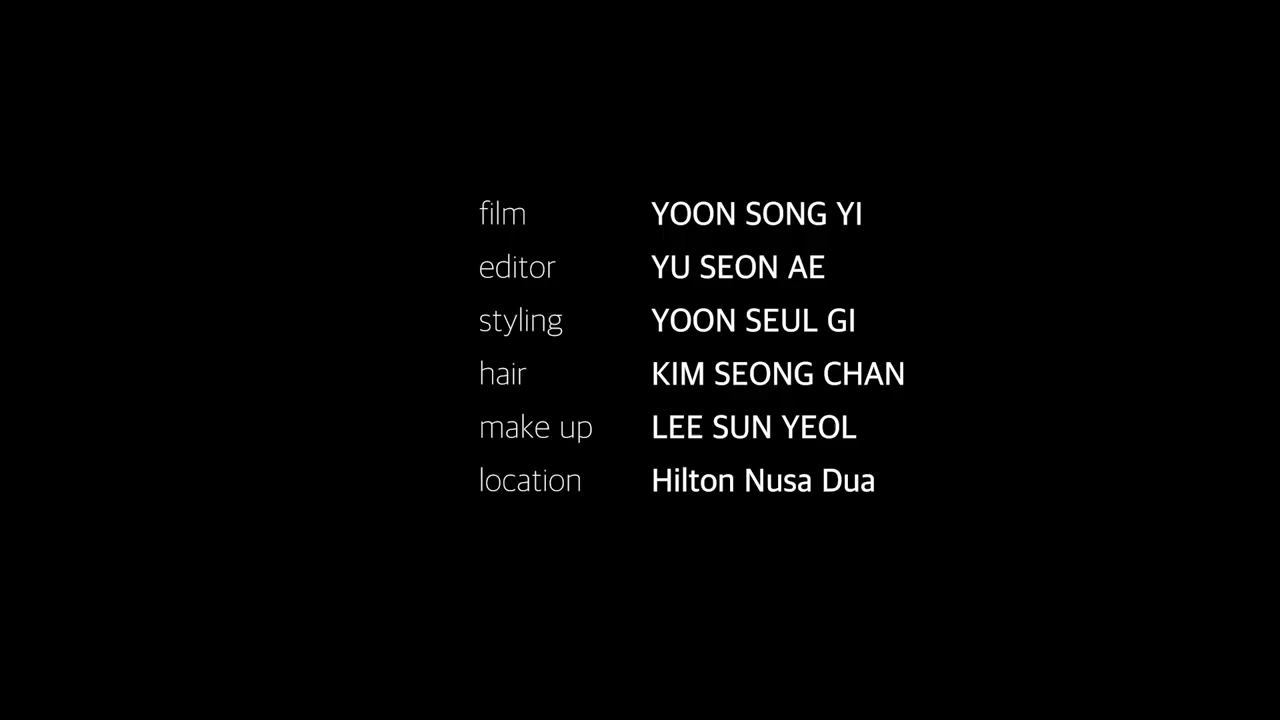 film YOON SONG YI
editor YU SEON AE
styling YOON SEUL GI
hair KIM SEONG CHAN
make up LEE SUN YEOL
location Hilton Nusa Dua